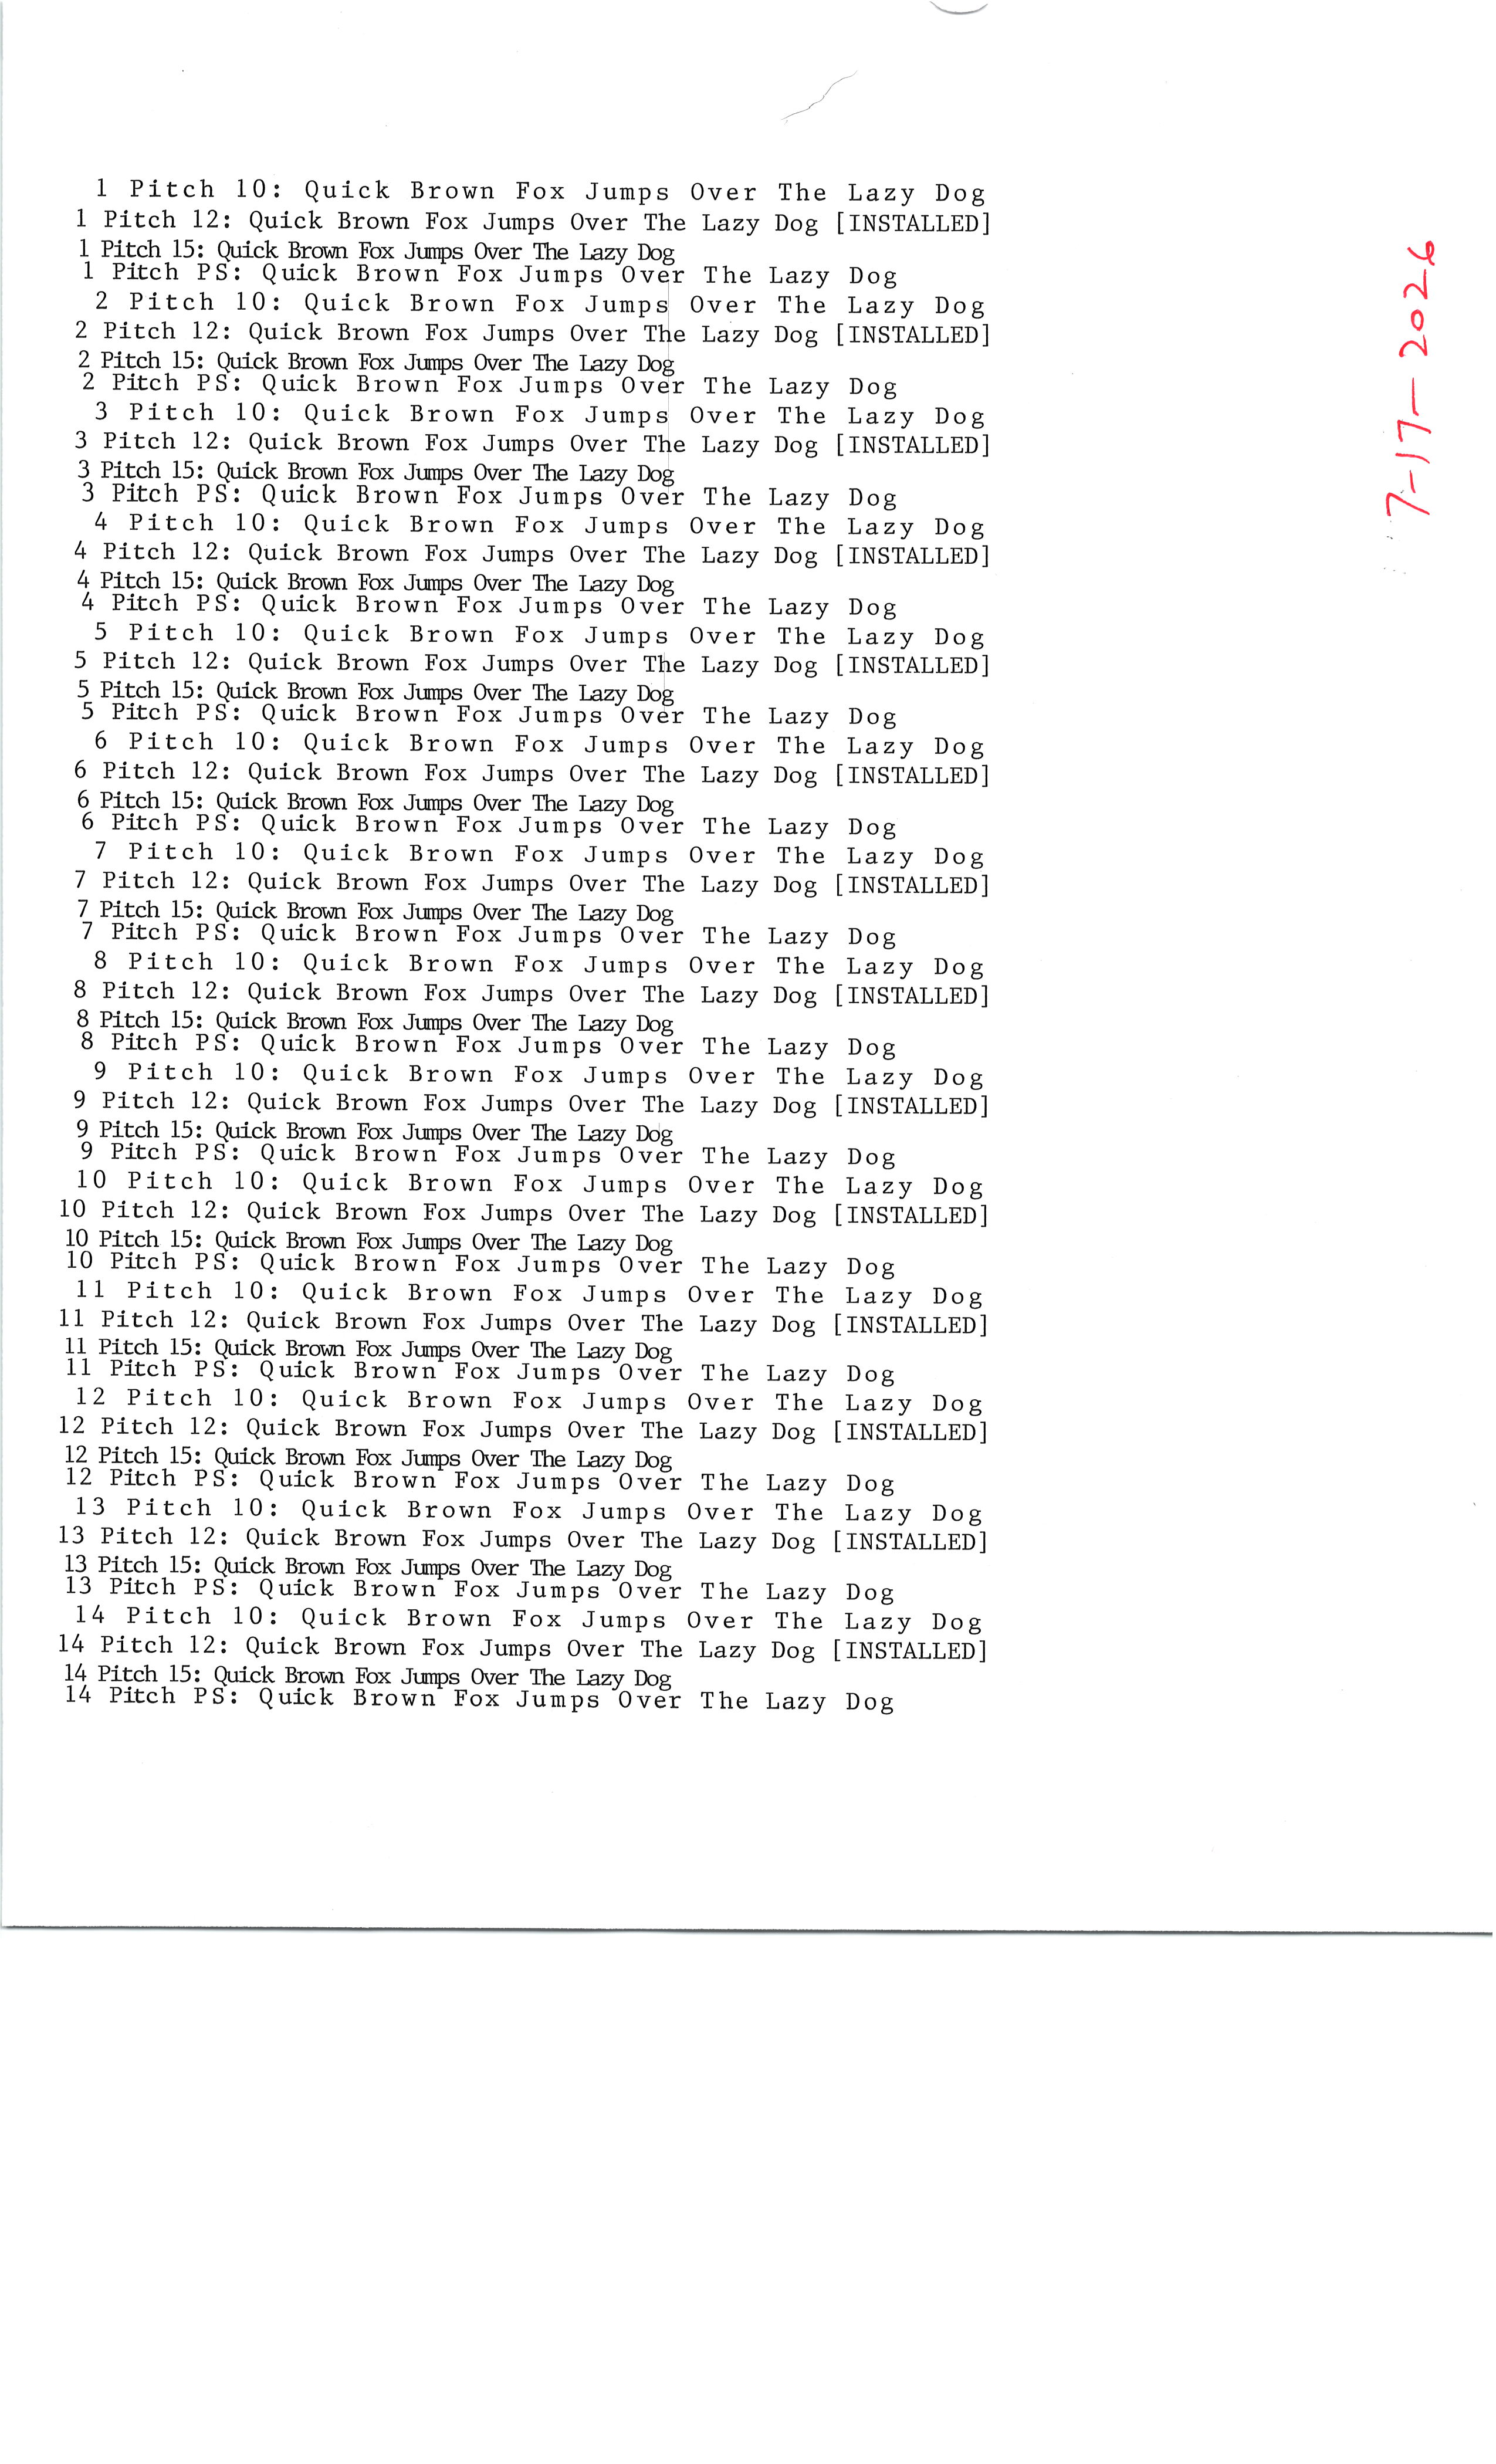 1 Pitch 10: Quick Brown Fox Jumps Over The Lazy Dog
1 Pitch 12: Quick Brown Fox Jumps Over The Lazy Dog [INSTALLED]
1 Pitch 15: Quick Brown Fox Jumps Over The Lazy Dog
1 Pitch PS: Quick Brown Fox Jumps Over The Lazy Dog
2 Pitch 10: Quick Brown Fox Jumps Over The Lazy Dog
2 Pitch 12: Quick Brown Fox Jumps Over The Lazy Dog [INSTALLED]
2 Pitch 15: Quick Brown Fox Jumps Over The Lazy Dog
2 Pitch PS: Quick Brown Fox Jumps Over The Lazy Dog
3 Pitch 10: Quick Brown Fox Jumps Over The Lazy Dog
3 Pitch 12: Quick Brown Fox Jumps Over The Lazy Dog [INSTALLED]
3 Pitch 15: Quick Brown Fox Jumps Over The Lazy Dog
3 Pitch PS: Quick Brown Fox Jumps Over The Lazy Dog
4 Pitch 10: Quick Brown Fox Jumps Over The Lazy Dog
4 Pitch 12: Quick Brown Fox Jumps Over The Lazy Dog [INSTALLED]
4 Pitch 15: Quick Brown Fox Jumps Over The Lazy Dog
4 Pitch PS: Quick Brown Fox Jumps Over The Lazy Dog
5 Pitch 10: Quick Brown Fox Jumps Over The Lazy Dog
5 Pitch 12: Quick Brown Fox Jumps Over The Lazy Dog [INSTALLED]
5 Pitch 15: Quick Brown Fox Jumps Over The Lazy Dog
5 Pitch PS: Quick Brown Fox Jumps Over The Lazy Dog
6 Pitch 10: Quick Brown Fox Jumps Over The Lazy Dog
6 Pitch 12: Quick Brown Fox Jumps Over The Lazy Dog [INSTALLED]
6 Pitch 15: Quick Brown Fox Jumps Over The Lazy Dog
6 Pitch PS: Quick Brown Fox Jumps Over The Lazy Dog
7 Pitch 10: Quick Brown Fox Jumps Over The Lazy Dog
7 Pitch 12: Quick Brown Fox Jumps Over The Lazy Dog [INSTALLED]
7 Pitch 15: Quick Brown Fox Jumps Over The Lazy Dog
7 Pitch PS: Quick Brown Fox Jumps Over The Lazy Dog
8 Pitch 10: Quick Brown Fox Jumps Over The Lazy Dog
8 Pitch 12: Quick Brown Fox Jumps Over The Lazy Dog [INSTALLED]
8 Pitch 15: Quick Brown Fox Jumps Over The Lazy Dog
8 Pitch PS: Quick Brown Fox Jumps Over The Lazy Dog
9 Pitch 10: Quick Brown Fox Jumps Over The Lazy Dog
9 Pitch 12: Quick Brown Fox Jumps Over The Lazy Dog [INSTALLED]
9 Pitch 15: Quick Brown Fox Jumps Over The Lazy Dog
9 Pitch PS: Quick Brown Fox Jumps Over The Lazy Dog
10 Pitch 10: Quick Brown Fox Jumps Over The Lazy Dog
10 Pitch 12: Quick Brown Fox Jumps Over The Lazy Dog [INSTALLED]
10 Pitch 15: Quick Brown Fox Jumps Over The Lazy Dog
10 Pitch PS: Quick Brown Fox Jumps Over The Lazy Dog
11 Pitch 10: Quick Brown Fox Jumps Over The Lazy Dog
11 Pitch 12: Quick Brown Fox Jumps Over The Lazy Dog [INSTALLED]
11 Pitch 15: Quick Brown Fox Jumps Over The Lazy Dog
11 Pitch PS: Quick Brown Fox Jumps Over The Lazy Dog
12 Pitch 10: Quick Brown Fox Jumps Over The Lazy Dog
12 Pitch 12: Quick Brown Fox Jumps Over The Lazy Dog [INSTALLED]
12 Pitch 15: Quick Brown Fox Jumps Over The Lazy Dog
12 Pitch PS: Quick Brown Fox Jumps Over The Lazy Dog
13 Pitch 10: Quick Brown Fox Jumps Over The Lazy Dog
13 Pitch 12: Quick Brown Fox Jumps Over The Lazy Dog [INSTALLED]
13 Pitch 15: Quick Brown Fox Jumps Over The Lazy Dog
13 Pitch PS: Quick Brown Fox Jumps Over The Lazy Dog
14 Pitch 10: Quick Brown Fox Jumps Over The Lazy Dog
14 Pitch 12: Quick Brown Fox Jumps Over The Lazy Dog [INSTALLED]
14 Pitch 15: Quick Brown Fox Jumps Over The Lazy Dog
14 Pitch PS: Quick Brown Fox Jumps Over The Lazy Dog
7-17-2026